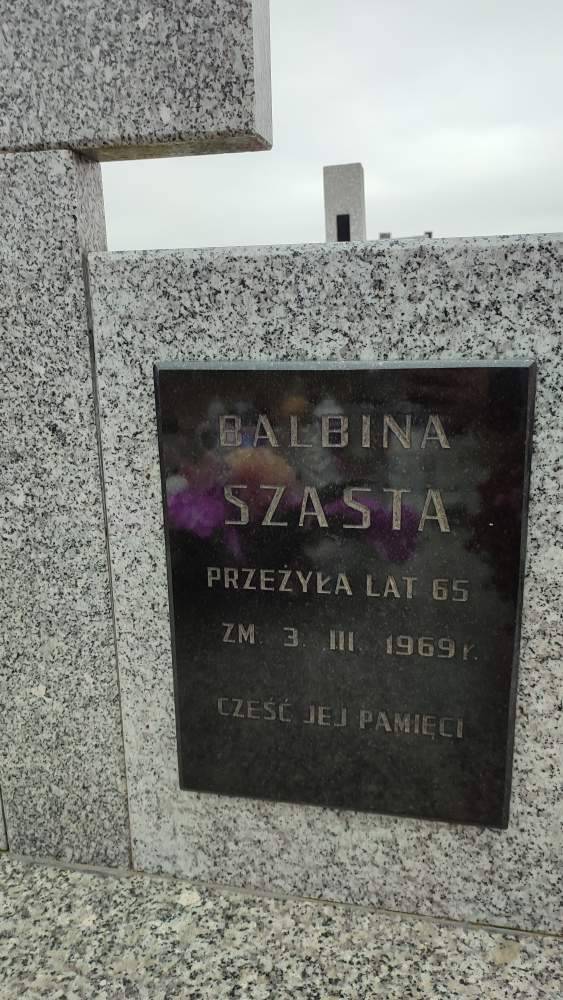 BALBINA
SZASTA
PRZEŻYŁA LAT 65
ZM. 3. III. 1969 r.
CZEŚĆ JEJ PAMIĘCI